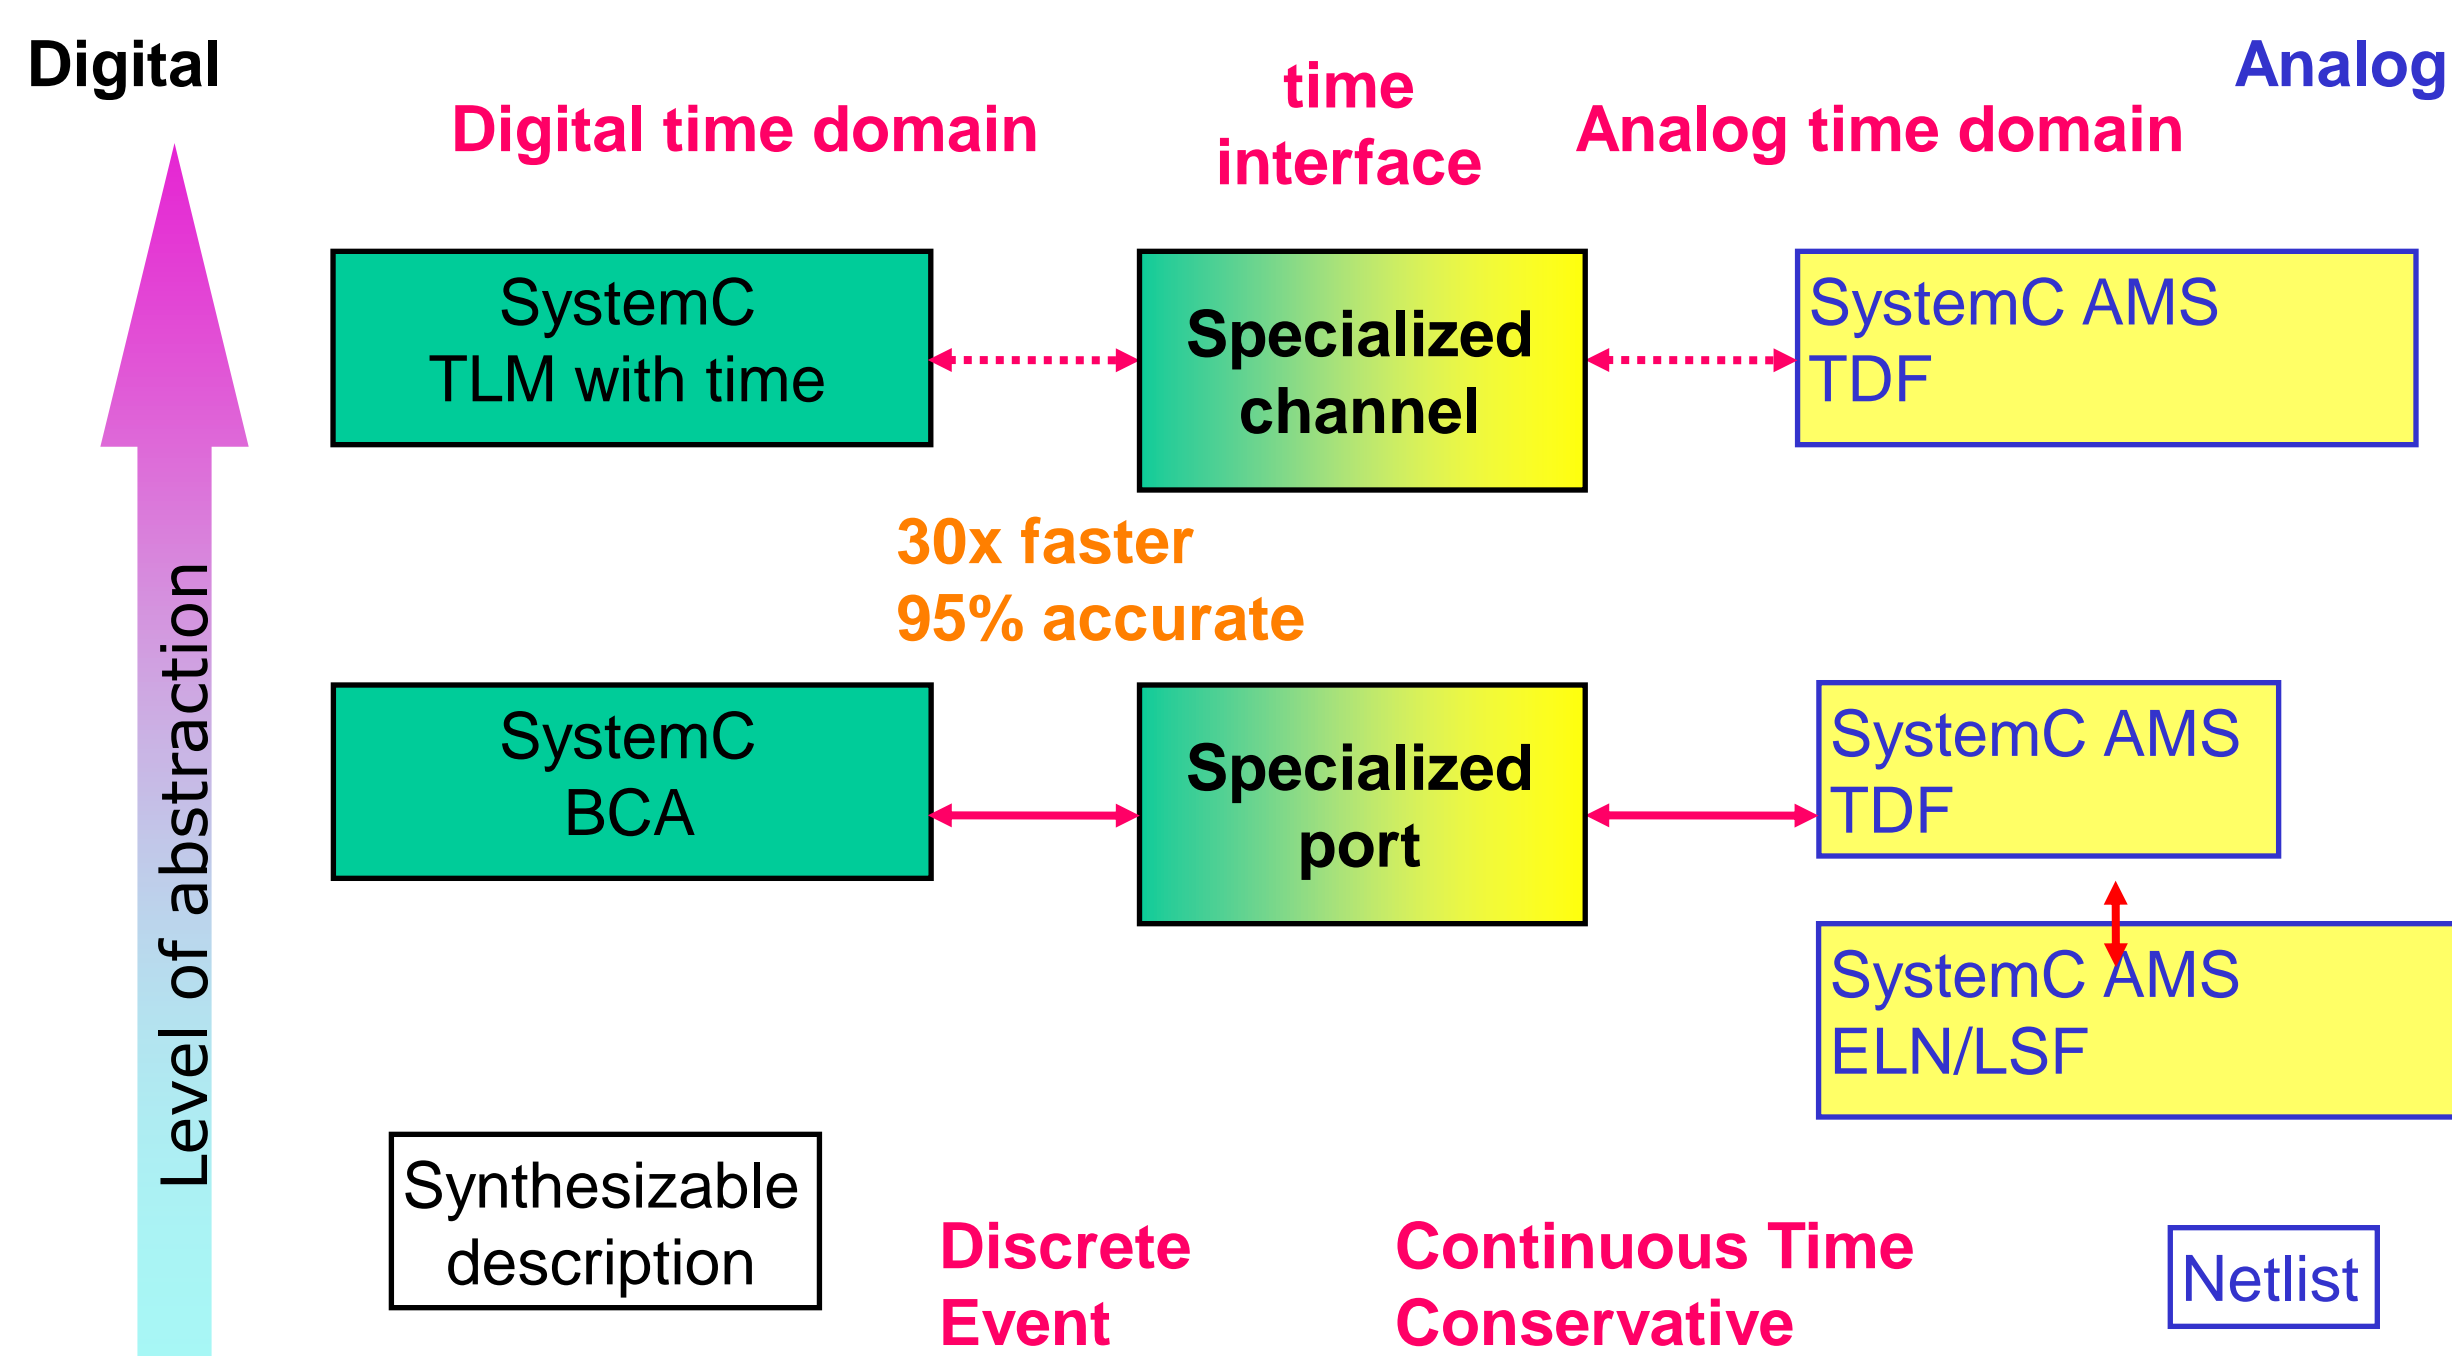 Digital
Analog
Digital time domain
time
interface
Analog time domain
SystemC
TLM with time
Specialized
channel
SystemC AMS
TDF
30x faster
95% accurate
Level of abstraction
SystemC
BCA
Specialized
port
SystemC AMS
TDF
SystemC AMS
ELN/LSF
Synthesizable
description
Discrete
Event
Continuous Time
Conservative
Netlist